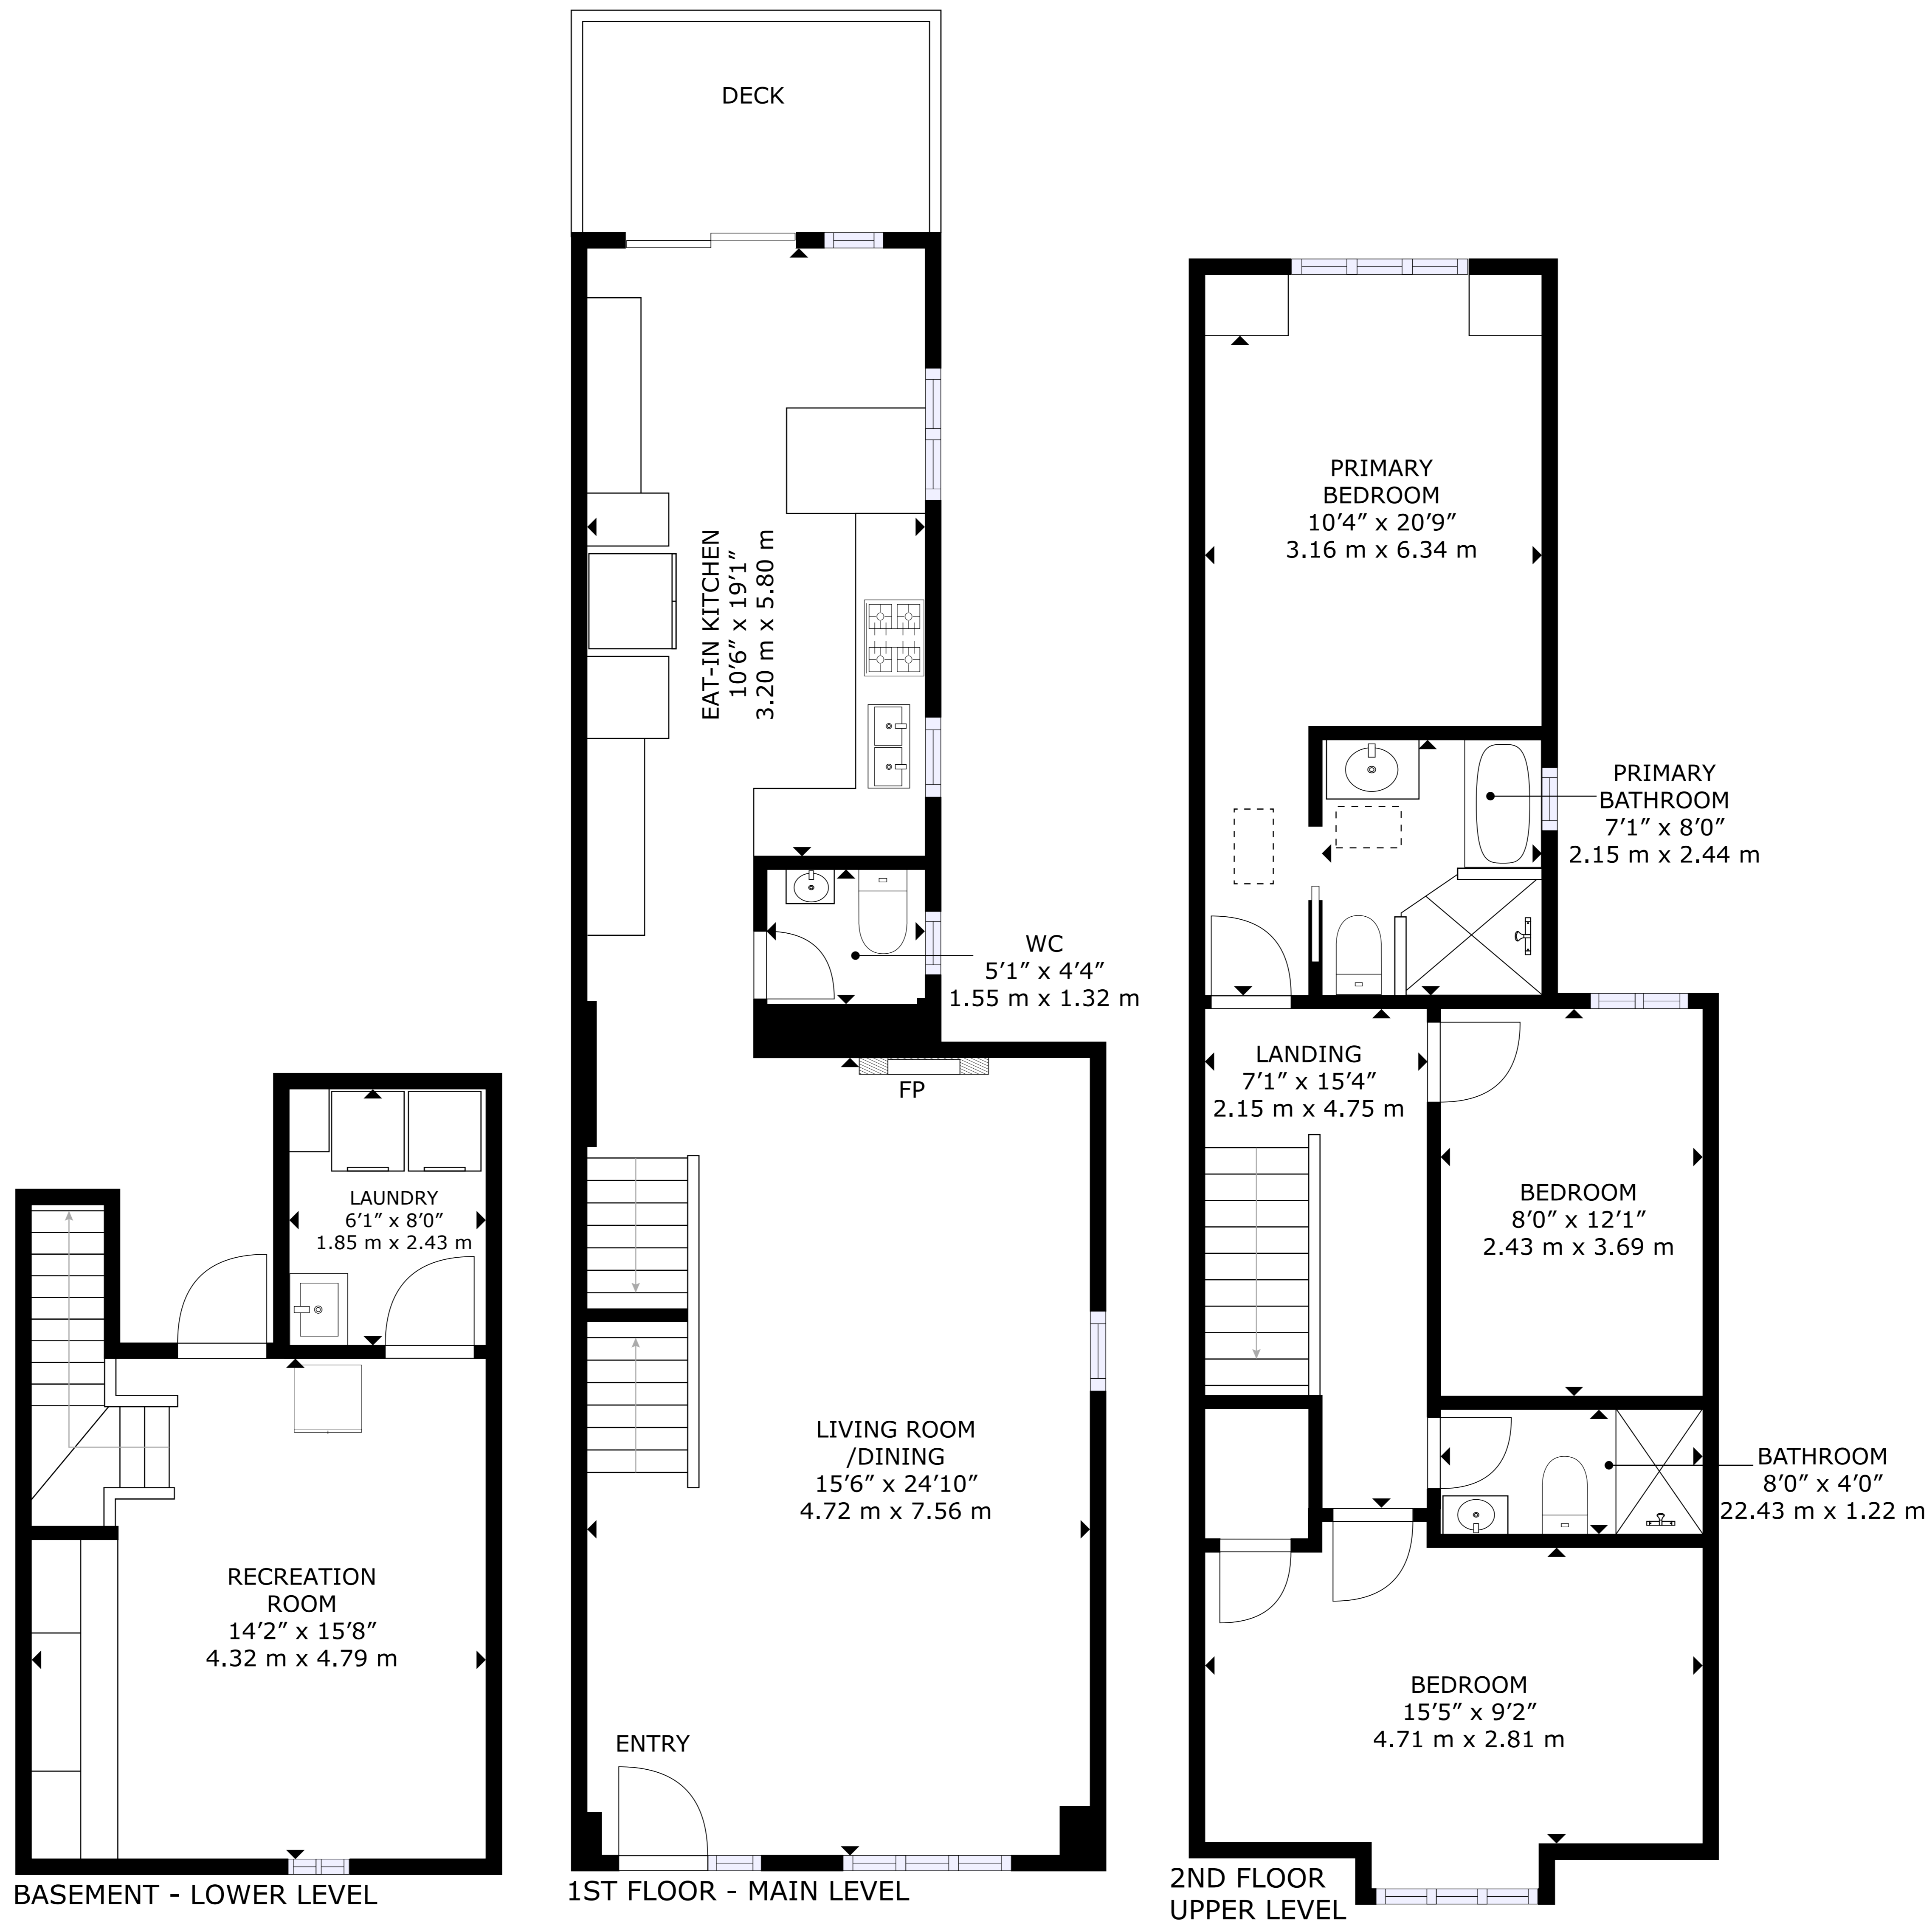 LAUNDRY
6′1″ x 8′0″
1.85 m x 2.43 m
RECREATION
ROOM
14′2″ x 15′8″
4.32 m x 4.79 m
BASEMENT - LOWER LEVEL
DECK
EAT-IN KITCHEN
10′6″ x 19′1″
3.20 m x 5.80 m
WC
5′1″ x 4′4″
1.55 m x 1.32 m
FP
LIVING ROOM
/DINING
15′6″ x 24′10″
4.72 m x 7.56 m
ENTRY
1ST FLOOR - MAIN LEVEL
PRIMARY
BEDROOM
10′4″ x 20′9″
3.16 m x 6.34 m
PRIMARY
BATHROOM
7′1″ x 8′0″
2.15 m x 2.44 m
LANDING
7′1″ x 15′4″
2.15 m x 4.75 m
BEDROOM
8′0″ x 12′1″
2.43 m x 3.69 m
BATHROOM
8′0″ x 4′0″
22.43 m x 1.22 m
BEDROOM
15′5″ x 9′2″
4.71 m x 2.81 m
2ND FLOOR
UPPER LEVEL